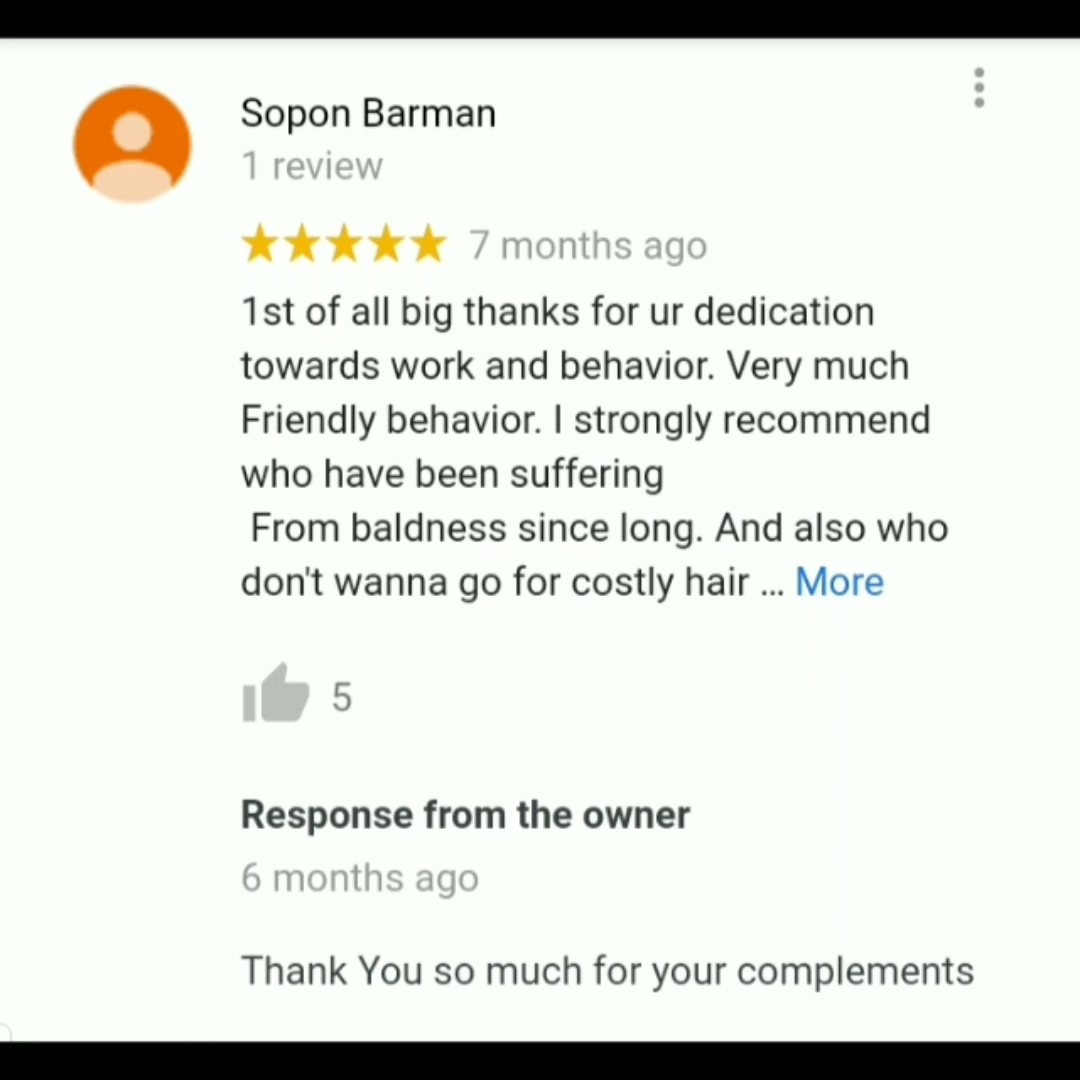 Sopon Barman
1 review
7 months ago
1st of all big thanks for ur dedication
towards work and behavior. Very much
Friendly behavior. I strongly recommend
who have been suffering
From baldness since long. And also who
don't wanna go for costly hair ... More
5
Response from the owner
6 months ago
Thank You so much for your complements